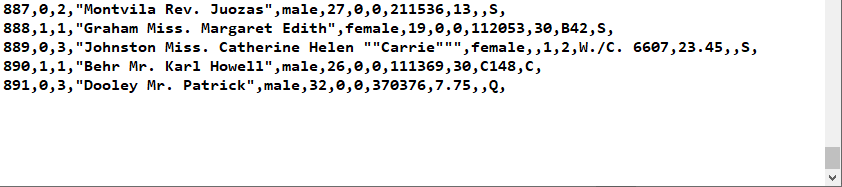 887,0,2,"Montvila Rev. Juozas",male,27,0,0,211536,13,,S,
888,1,1,"Graham Miss. Margaret Edith",female,19,0,0,112053,30,B42,S,
889,0,3,"Johnston Miss. Catherine Helen ""Carrie""",female,,1,2,W./C. 6607,23.45,,S,
890,1,1,"Behr Mr. Karl Howell",male,26,0,0,111369,30,C148,C,
891,0,3,"Dooley Mr. Patrick",male,32,0,0,370376,7.75,,Q,